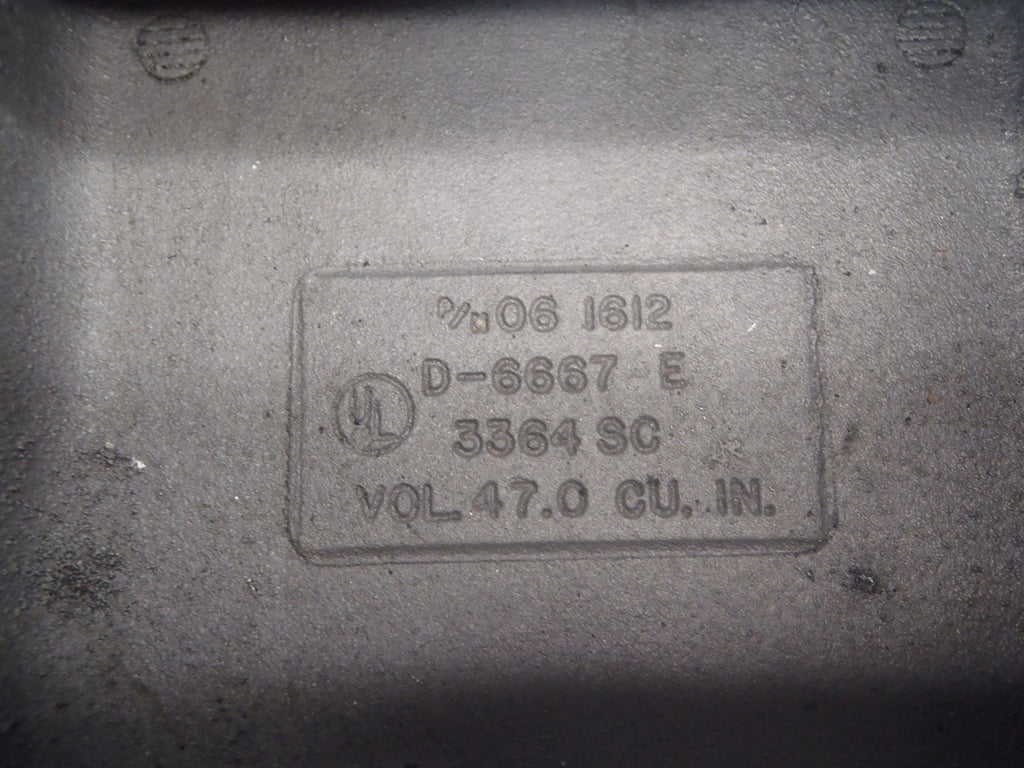 P/N 06 1612
D-6667 E
UL
3364 SC
VOL. 47.0 CU. IN.